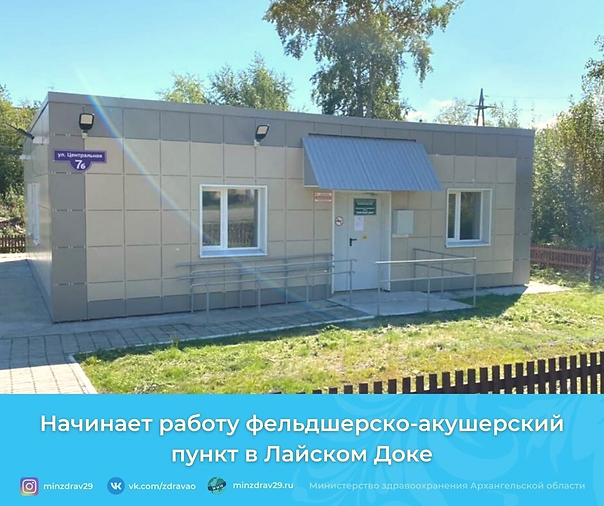 ул. Центральная
7б
Начинает работу фельдшерско-акушерский
пункт в Лайском Доке
minzdrav29
vk.com/zdravao
minzdrav29.ru
Министерство здравоохранения Архангельской области